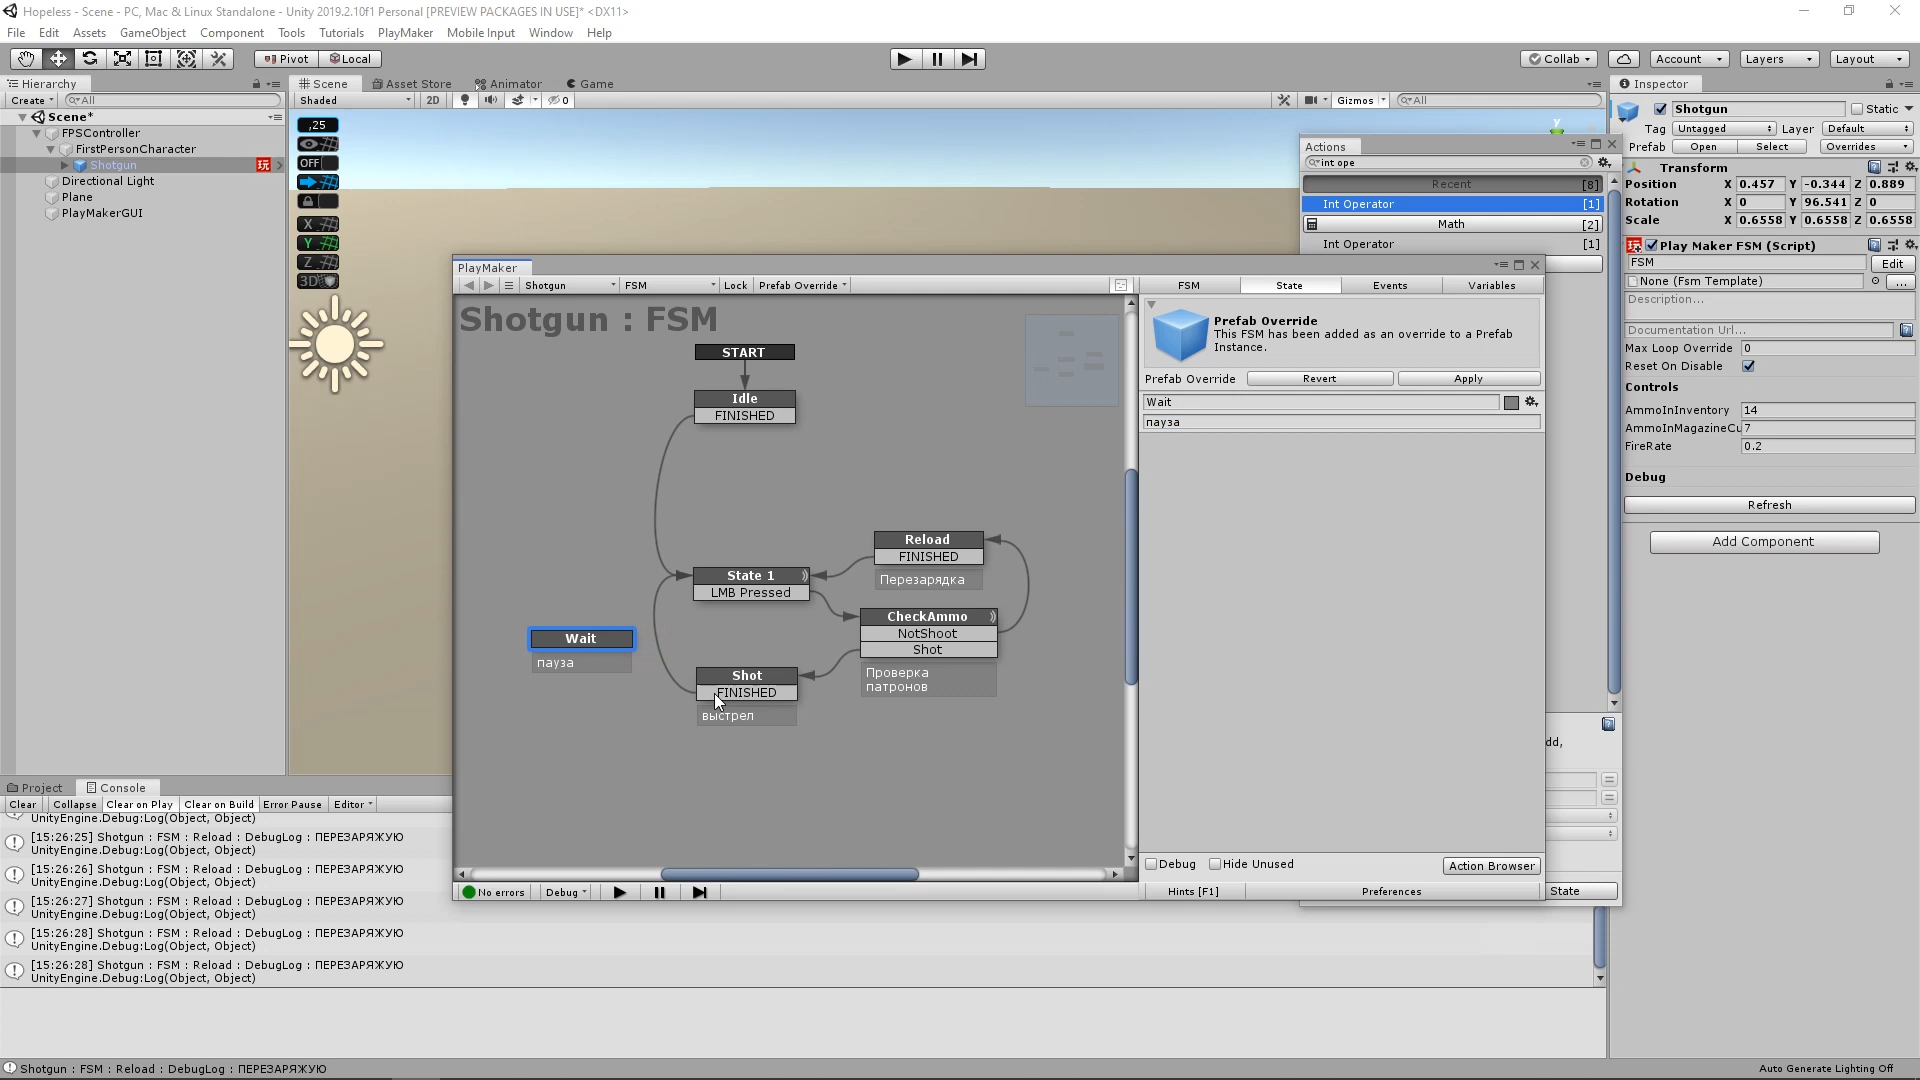 Hopeless - Scene - PC, Mac & Linux Standalone - Unity 2019.2.10f1 Personal [PREVIEW PACKAGES IN USE]* <DX11>
File Edit Assets GameObject Component Tools Tutorials PlayMaker Mobile Input Window Help
Pivot Local Collab Account Layers Layout
Hierarchy
Create All
Scene*
FPSController
FirstPersonCharacter
Shotgun 玩
Directional Light
Plane
PlayMakerGUI
Scene Asset Store Animator Game
Shaded 2D 0 Gizmos All
,25
OFF
X
Y
Z
3D
y
Actions
int ope
Recent [8]
Int Operator [1]
Math [2]
Int Operator [1]
PlayMaker
Shotgun FSM Lock Prefab Override
Shotgun : FSM
START
Idle
FINISHED
Reload
FINISHED
Перезарядка
State 1
LMB Pressed
CheckAmmo
NotShoot
Shot
Проверка
патронов
Wait
пауза
Shot
FINISHED
выстрел
No errors Debug
FSM State Events Variables
Prefab Override
This FSM has been added as an override to a Prefab
Instance.
Prefab Override Revert Apply
Wait
пауза
Debug Hide Unused Action Browser
Hints [F1] Preferences
dd,
State
Inspector
Shotgun Static
Tag Untagged Layer Default
Prefab Open Select Overrides
Transform
Position X 0.457 Y -0.344 Z 0.889
Rotation X 0 Y 96.541 Z 0
Scale X 0.6558 Y 0.6558 Z 0.6558
Play Maker FSM (Script)
FSM Edit
None (Fsm Template) ...
Description...
Documentation Url...
Max Loop Override 0
Reset On Disable
Controls
AmmoInInventory 14
AmmoInMagazineCu 7
FireRate 0.2
Debug
Refresh
Add Component
Project Console
Clear Collapse Clear on Play Clear on Build Error Pause Editor
UnityEngine.Debug:Log(Object, Object)
[15:26:25] Shotgun : FSM : Reload : DebugLog : ПЕРЕЗАРЯЖУЮ
UnityEngine.Debug:Log(Object, Object)
[15:26:26] Shotgun : FSM : Reload : DebugLog : ПЕРЕЗАРЯЖУЮ
UnityEngine.Debug:Log(Object, Object)
[15:26:27] Shotgun : FSM : Reload : DebugLog : ПЕРЕЗАРЯЖУЮ
UnityEngine.Debug:Log(Object, Object)
[15:26:28] Shotgun : FSM : Reload : DebugLog : ПЕРЕЗАРЯЖУЮ
UnityEngine.Debug:Log(Object, Object)
[15:26:28] Shotgun : FSM : Reload : DebugLog : ПЕРЕЗАРЯЖУЮ
UnityEngine.Debug:Log(Object, Object)
Shotgun : FSM : Reload : DebugLog : ПЕРЕЗАРЯЖУЮ
Auto Generate Lighting Off